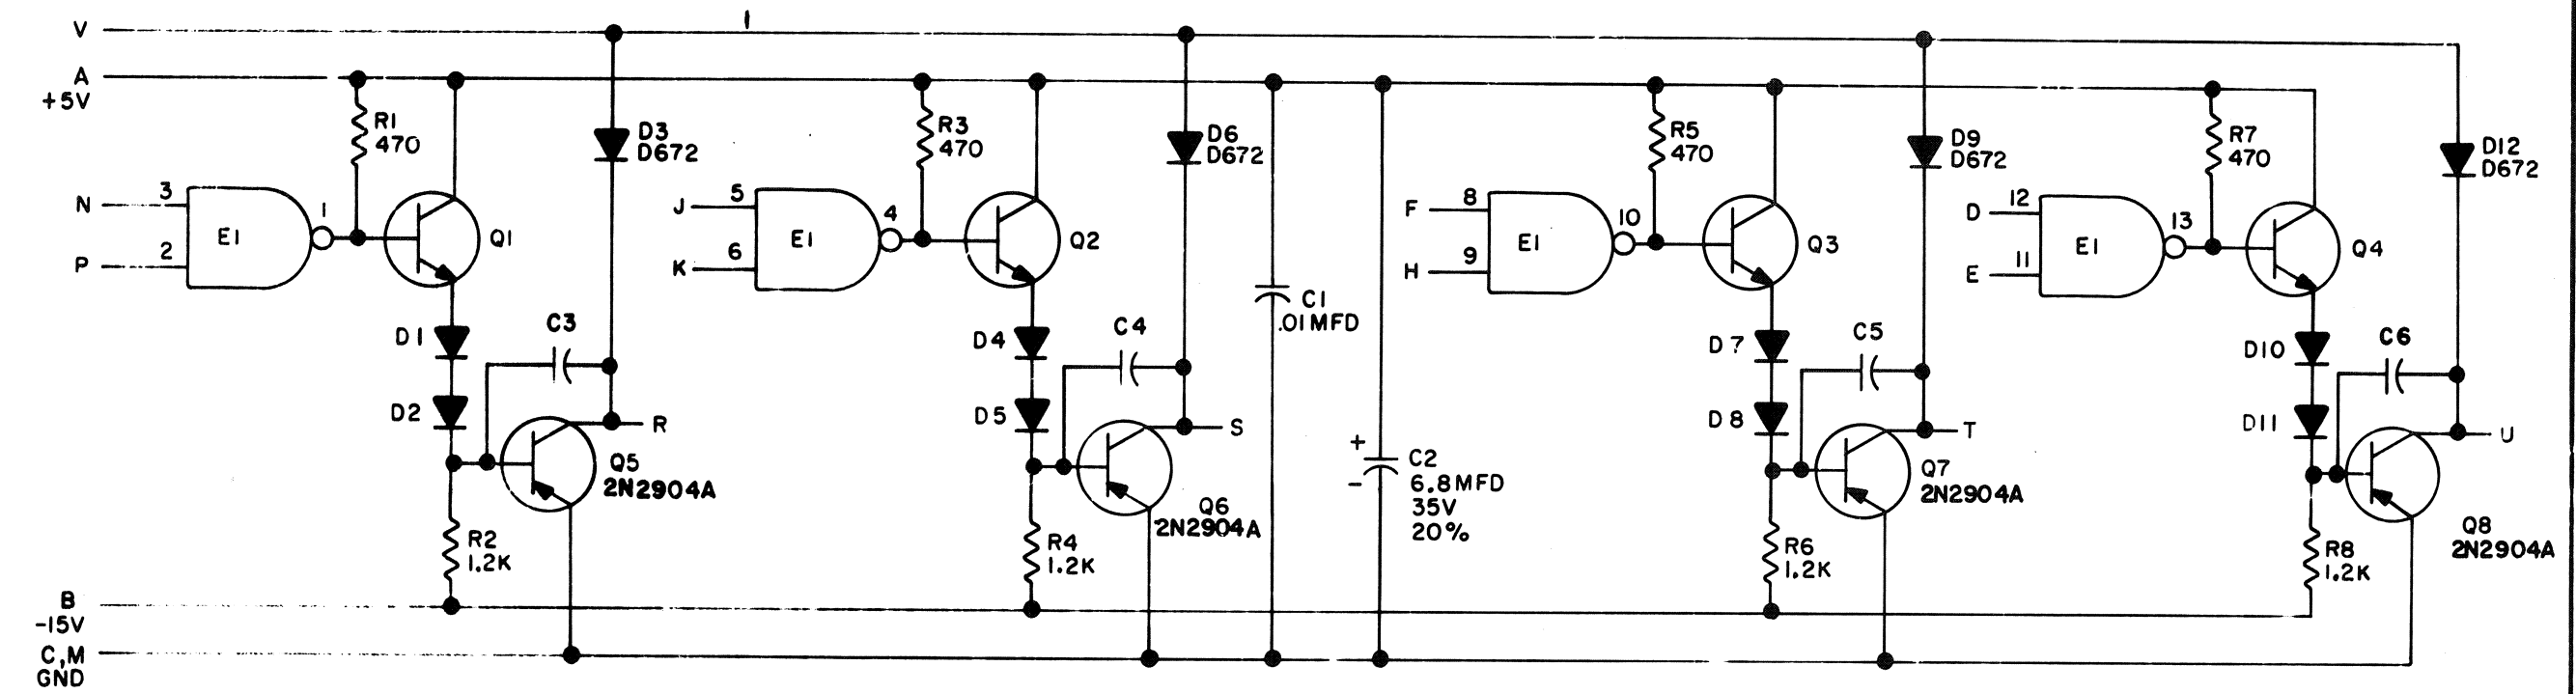 V
A
+5V
R1
470
D3
D672
R3
470
D6
D672
R5
470
D9
D672
R7
470
D12
D672
N
3
P
2
E1
1
Q1
J
5
K
6
E1
4
Q2
F
8
H
9
E1
10
Q3
D
12
E
11
E1
13
Q4
D1
D2
C3
R
Q5
2N2904A
R2
1.2K
D4
D5
C4
S
Q6
2N2904A
R4
1.2K
C1
.01MFD
+
-
C2
6.8MFD
35V
20%
D7
D8
C5
T
Q7
2N2904A
R6
1.2K
D10
D11
C6
U
Q8
2N2904A
R8
1.2K
B
-15V
C,M
GND